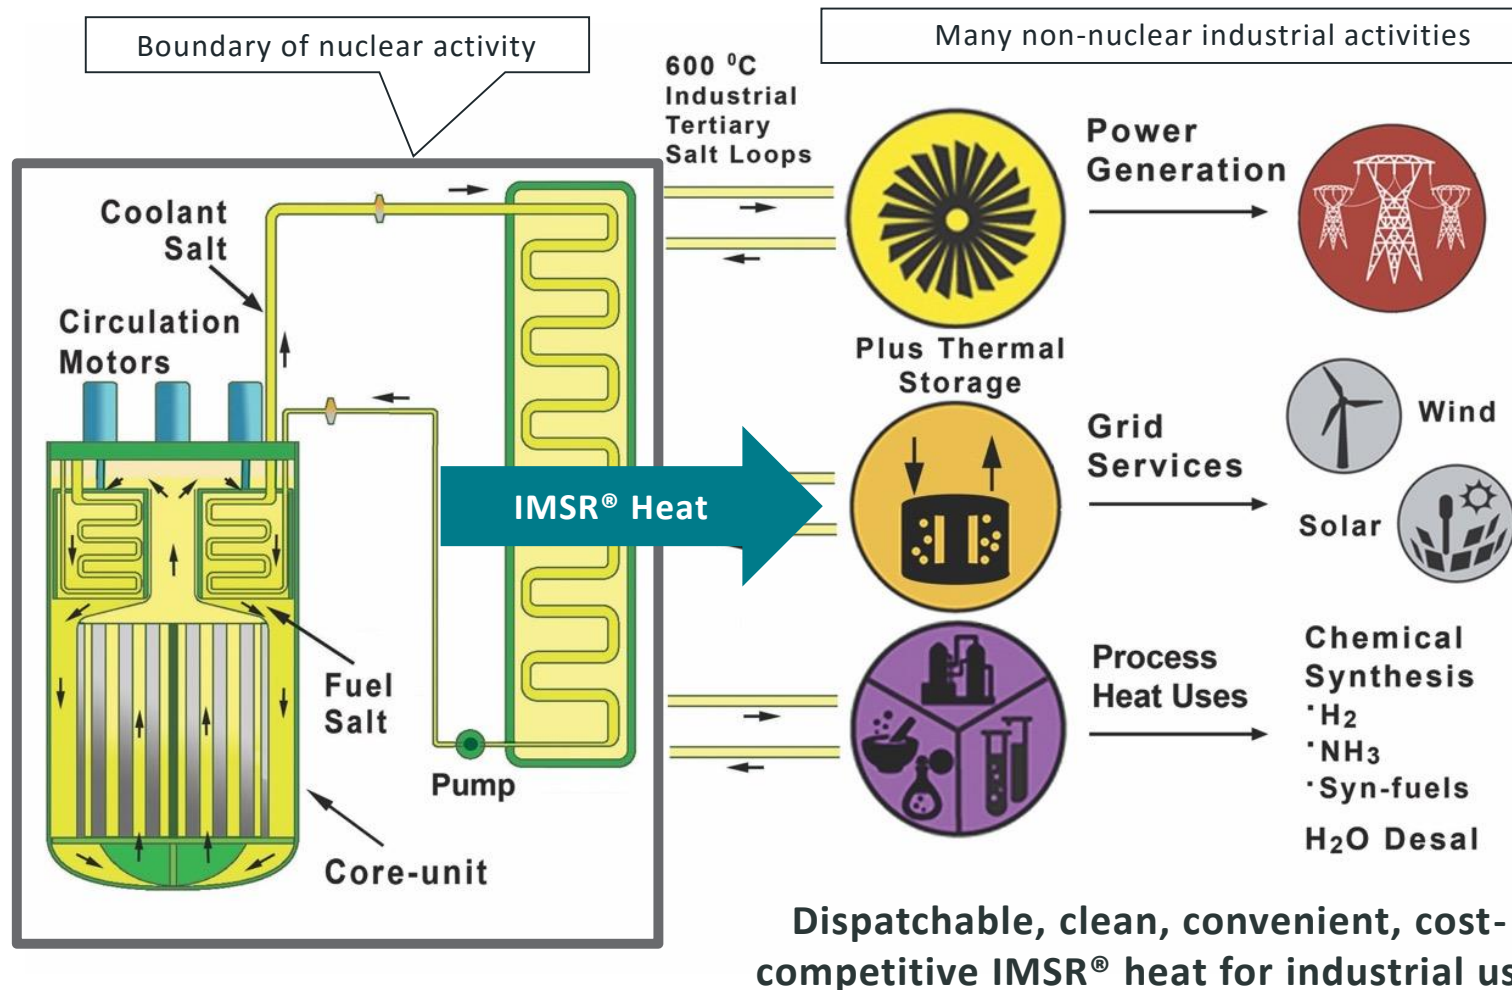 Boundary of nuclear activity
Many non-nuclear industrial activities
600 ⁰C
Industrial
Tertiary
Salt Loops
Power
Generation
Coolant
Salt
Circulation
Motors
Plus Thermal
Storage
Grid
Services
Wind
Solar
IMSR® Heat
Fuel
Salt
Pump
Core-unit
Process
Heat Uses
Chemical
Synthesis
·H₂
·NH₃
·Syn-fuels
H₂O Desal
Dispatchable, clean, convenient, cost-
competitive IMSR® heat for industrial